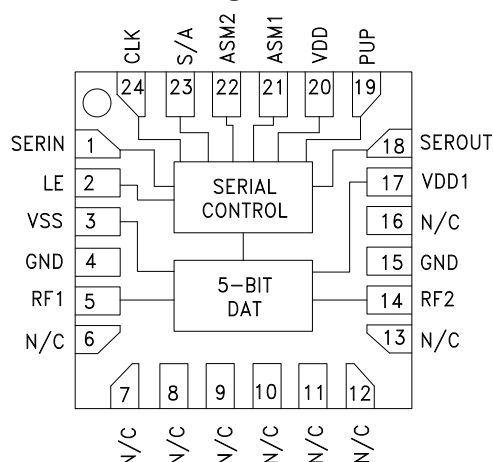 CLK S/A ASM2 ASM1 VDD PUP
24 23 22 21 20 19
SERIN 1 18 SEROUT
LE 2 17 VDD1
SERIAL
CONTROL
VSS 3 16 N/C
GND 4 15 GND
5-BIT
DAT
RF1 5 14 RF2
N/C 6 13 N/C
7 8 9 10 11 12
N/C N/C N/C N/C N/C N/C